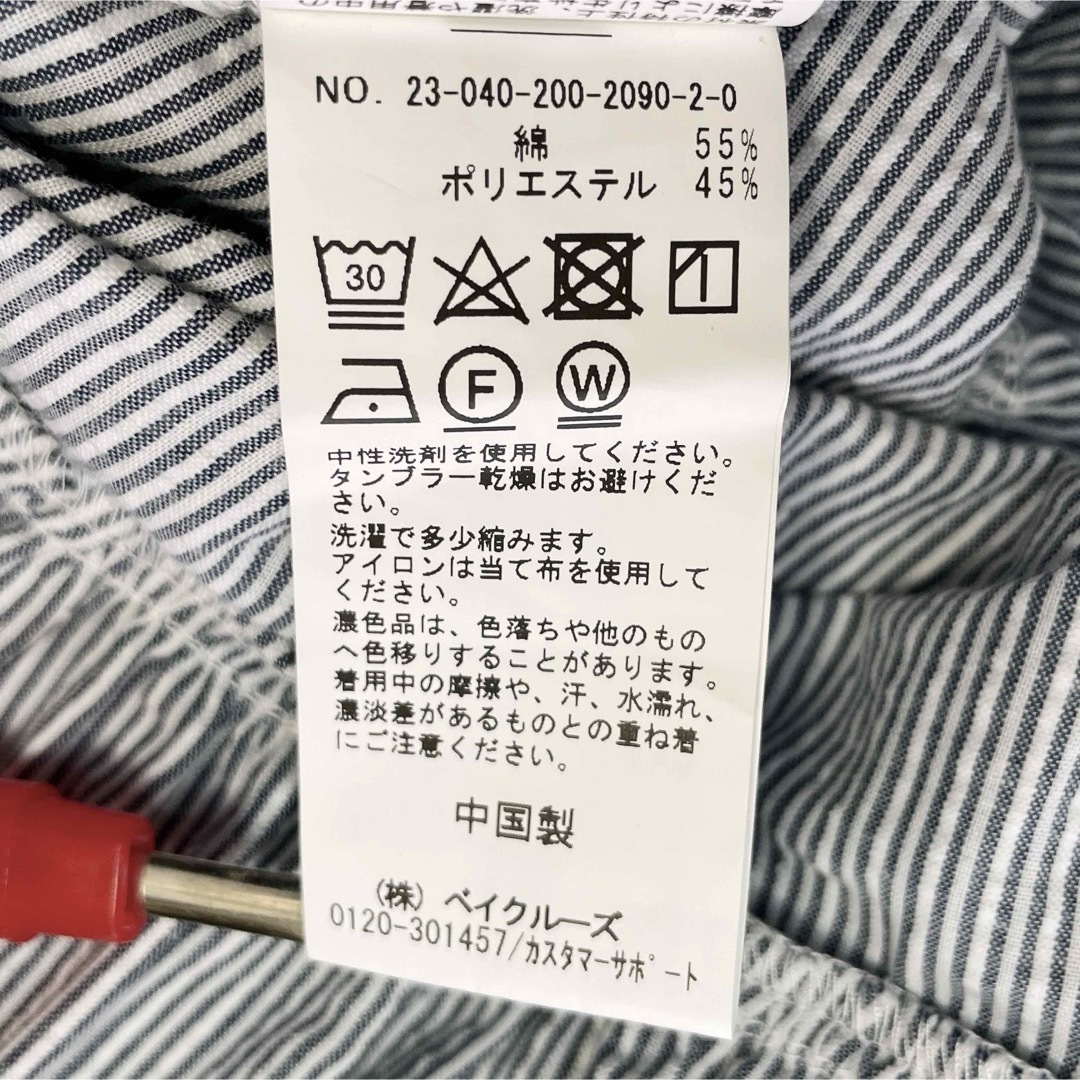 NO. 23-040-200-2090-2-0
綿 55%
ポリエステル 45%
30
F
W
中性洗剤を使用してください。
タンブラー乾燥はお避けくだ
さい。
洗濯で多少縮みます。
アイロンは当て布を使用して
ください。
濃色品は、色落ちや他のもの
へ色移りすることがあります。
着用中の摩擦や、汗、水濡れ、
濃淡差があるものとの重ね着
にご注意ください。
中国製
(株) ベイクルーズ
0120-301457/カスタマーサポート